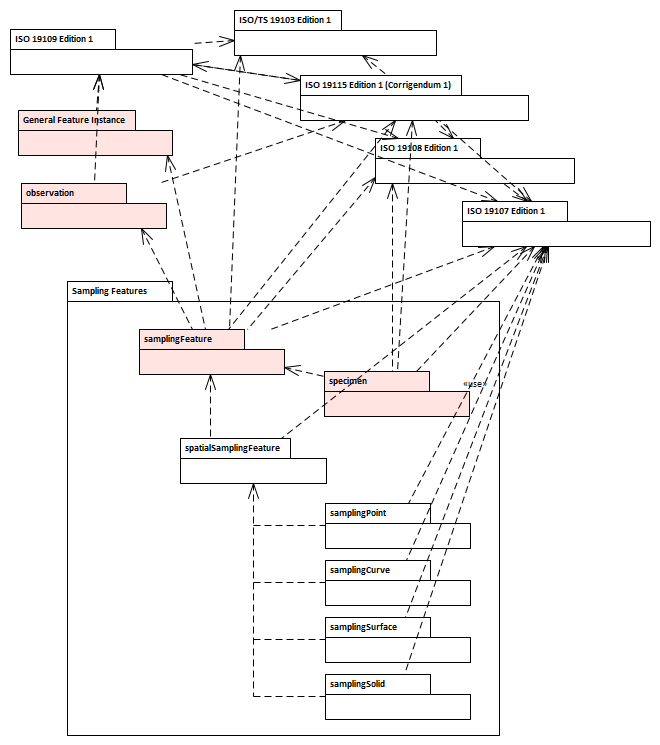 ISO/TS 19103 Edition 1
ISO 19109 Edition 1
ISO 19115 Edition 1 (Corrigendum 1)
General Feature Instance
ISO 19108 Edition 1
observation
ISO 19107 Edition 1
Sampling Features
samplingFeature
specimen
«use»
spatialSamplingFeature
samplingPoint
samplingCurve
samplingSurface
samplingSolid